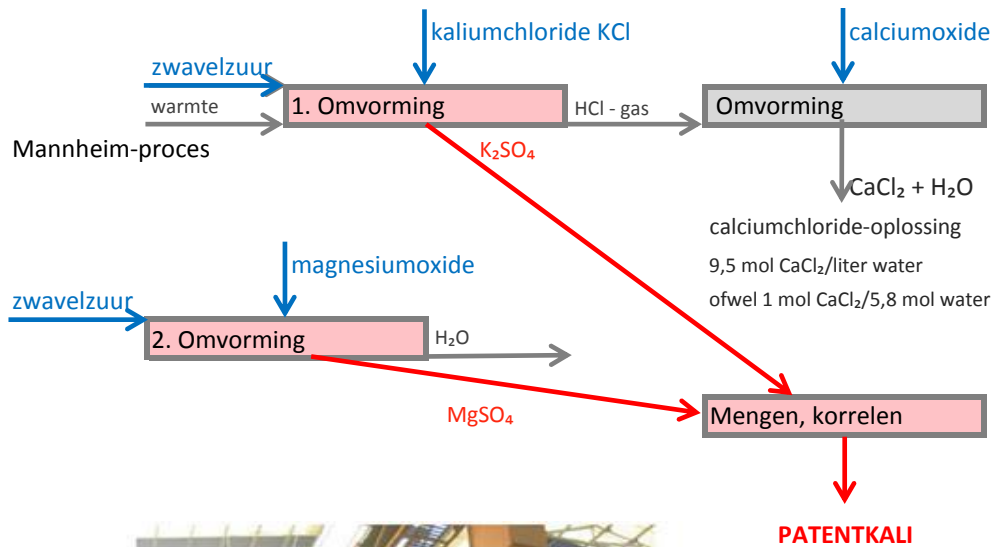 kaliumchloride KCl
calciumoxide
zwavelzuur
warmte
1. Omvorming
HCl - gas
Omvorming
Mannheim-proces
K₂SO₄
CaCl₂ + H₂O
calciumchloride-oplossing
9,5 mol CaCl₂/liter water
ofwel 1 mol CaCl₂/5,8 mol water
magnesiumoxide
zwavelzuur
2. Omvorming
H₂O
MgSO₄
Mengen, korrelen
PATENTKALI